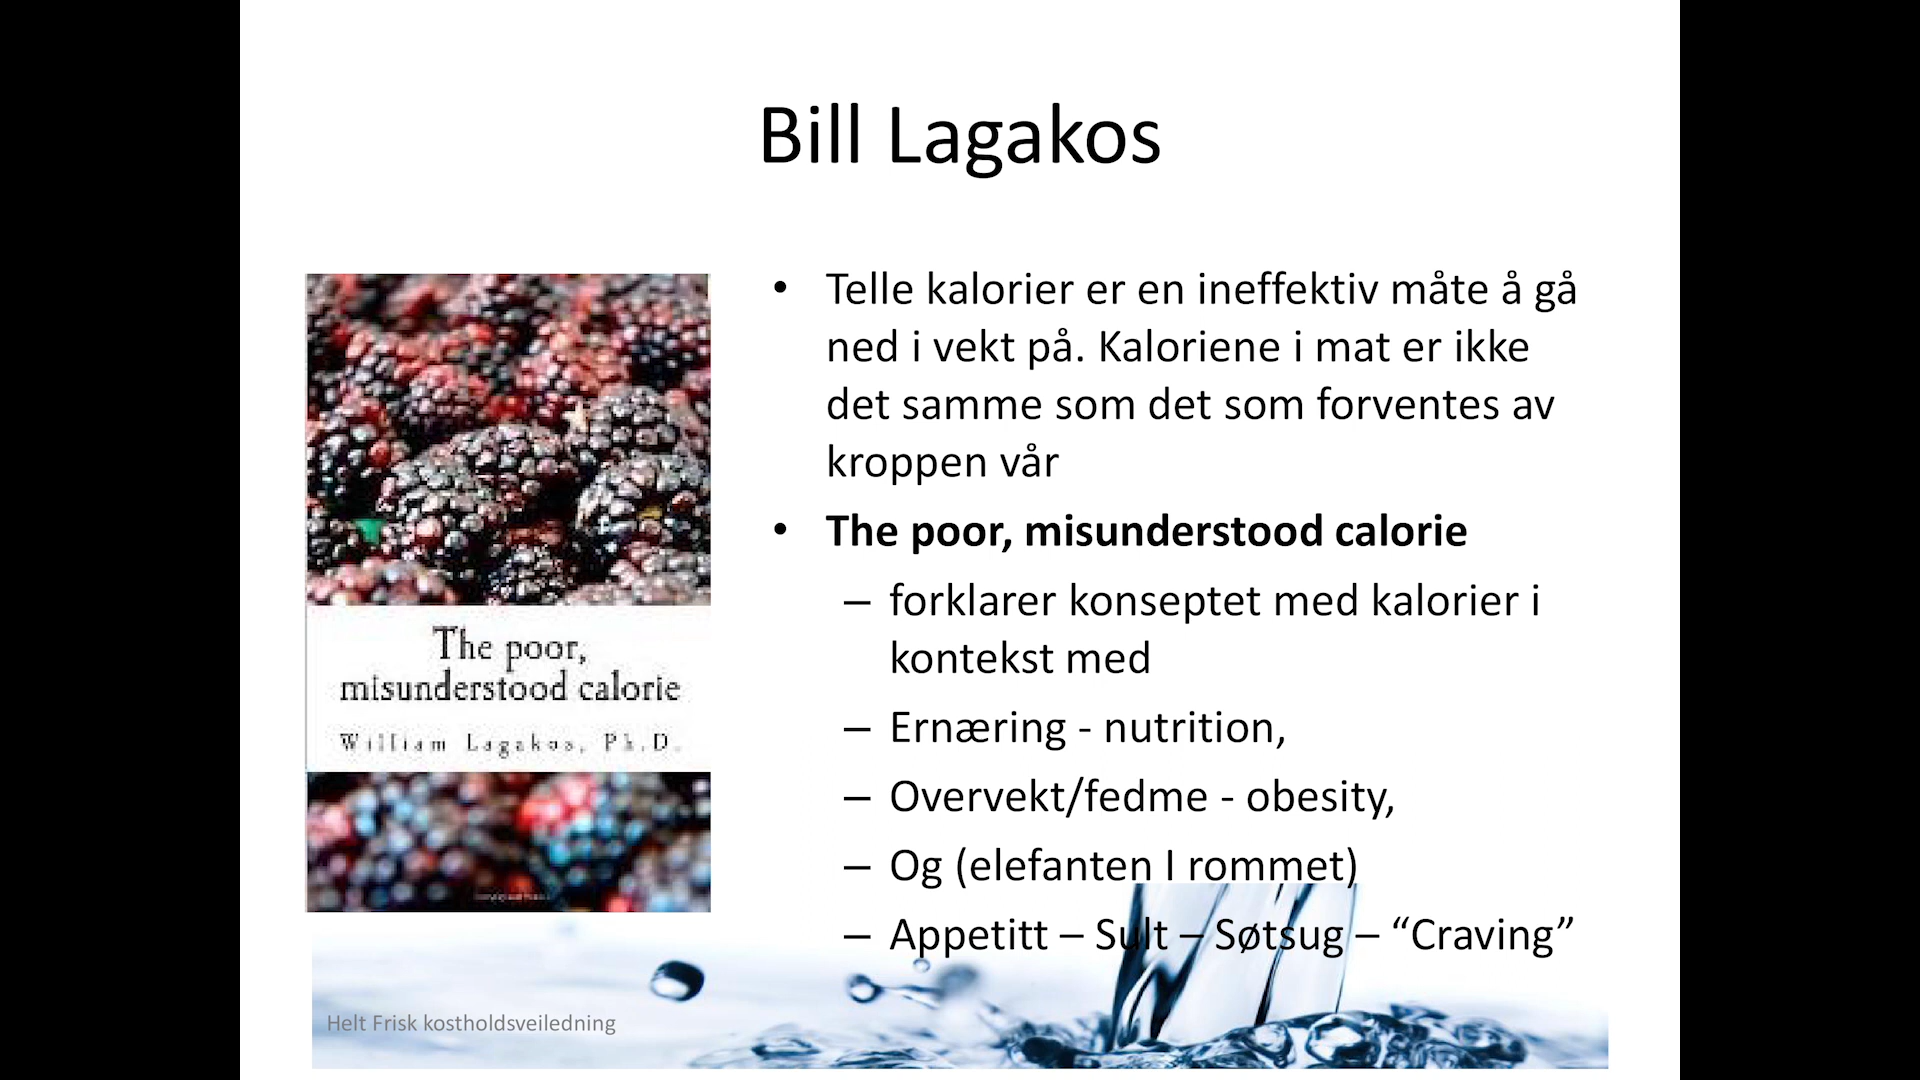 Bill Lagakos
• Telle kalorier er en ineffektiv måte å gå
ned i vekt på. Kaloriene i mat er ikke
det samme som det som forventes av
kroppen vår
• The poor, misunderstood calorie
– forklarer konseptet med kalorier i
kontekst med
– Ernæring - nutrition,
– Overvekt/fedme - obesity,
– Og (elefanten I rommet)
– Appetitt – Sult – Søtsug – “Craving”
The poor,
misunderstood calorie
William Lagakos, Ph.D.
Helt Frisk kostholdsveiledning